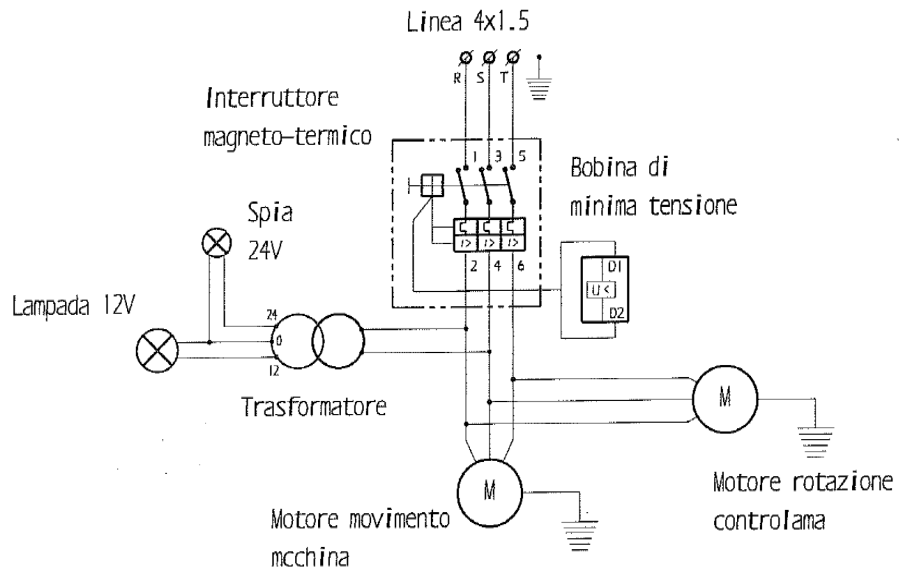 Linea 4x1.5
R S T
Interruttore
magneto-termico
1 3 5
Bobina di
minima tensione
Spia
24V
I> I> I>
2 4 6
D1
U<
D2
Lampada 12V
24
0
12
Trasformatore
M
M
Motore rotazione
controlama
Motore movimento
mcchina